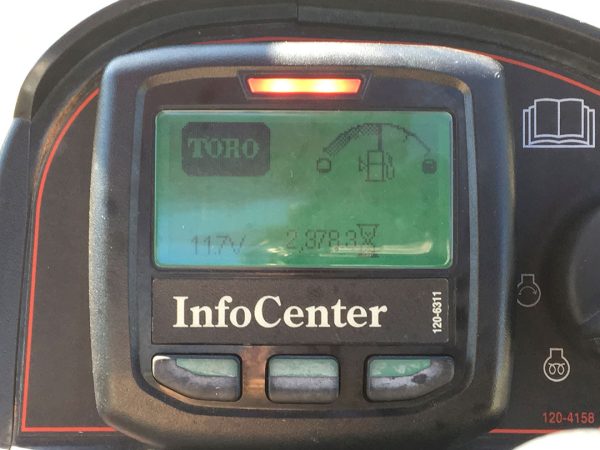 TORO
11.7V 2,378.3
InfoCenter
120-6311
120-4158